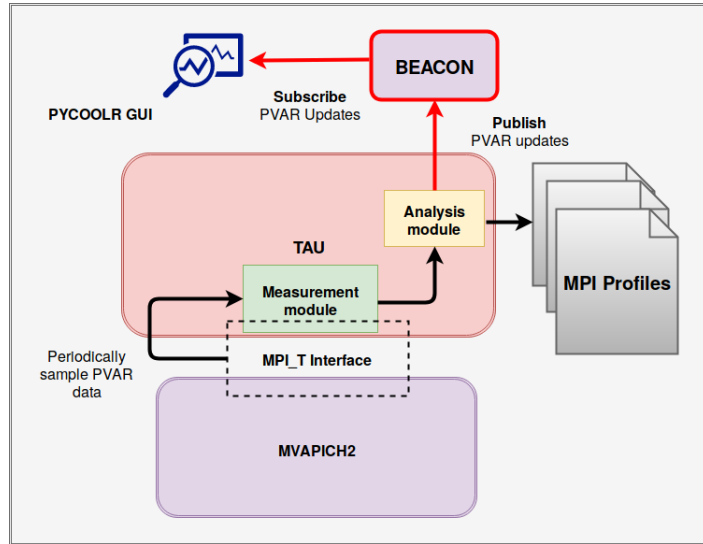 BEACON
Subscribe
PVAR Updates
PYCOOLR GUI
Publish
PVAR updates
Analysis
module
TAU
Measurement
module
MPI Profiles
MPI_T Interface
Periodically
sample PVAR
data
MVAPICH2